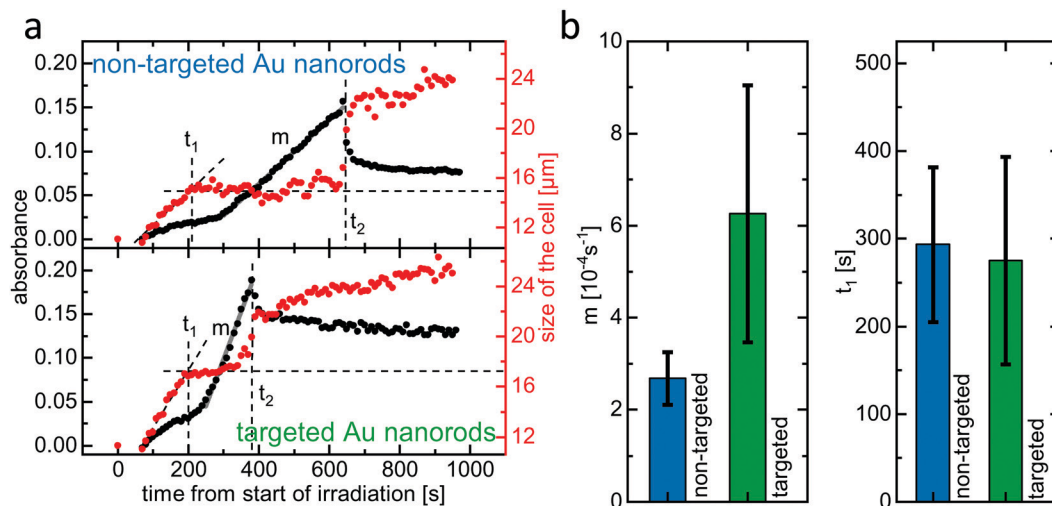 a
non-targeted Au nanorods
0.20
0.15
0.10
0.05
0.00
t1
m
t2
24
20
16
12
absorbance
size of the cell [µm]
0.20
0.15
0.10
0.05
0.00
t1
m
t2
targeted Au nanorods
24
20
16
12
0 200 400 600 800 1000
time from start of irradiation [s]
b
m [10⁻⁴s⁻¹]
10
8
6
4
2
0
non-targeted
targeted
t1 [s]
500
400
300
200
100
0
non-targeted
targeted